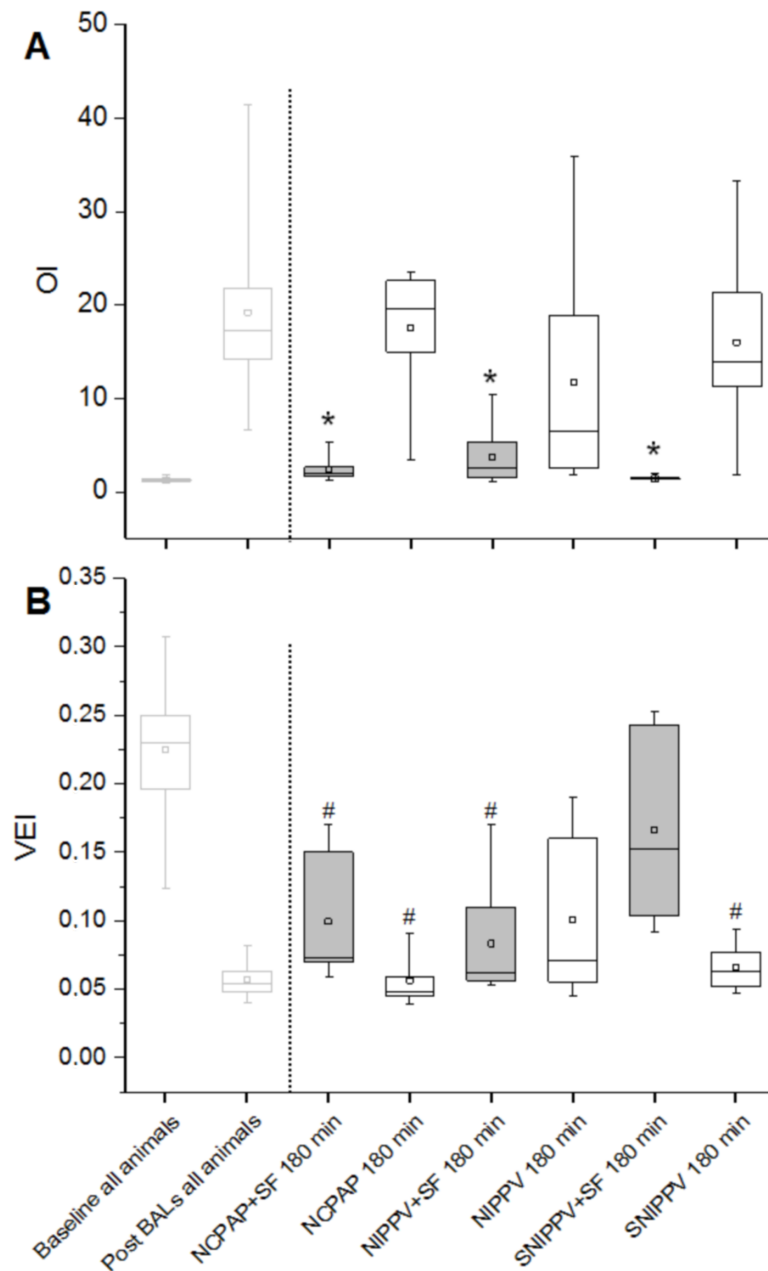 A
50
40
30
20
10
0
OI
*
*
*
B
0.35
0.30
0.25
0.20
0.15
0.10
0.05
0.00
VEI
#
#
#
#
Baseline all animals
Post BALs all animals
NCPAP+SF 180 min
NCPAP 180 min
NIPPV+SF 180 min
NIPPV 180 min
SNIPPV+SF 180 min
SNIPPV 180 min